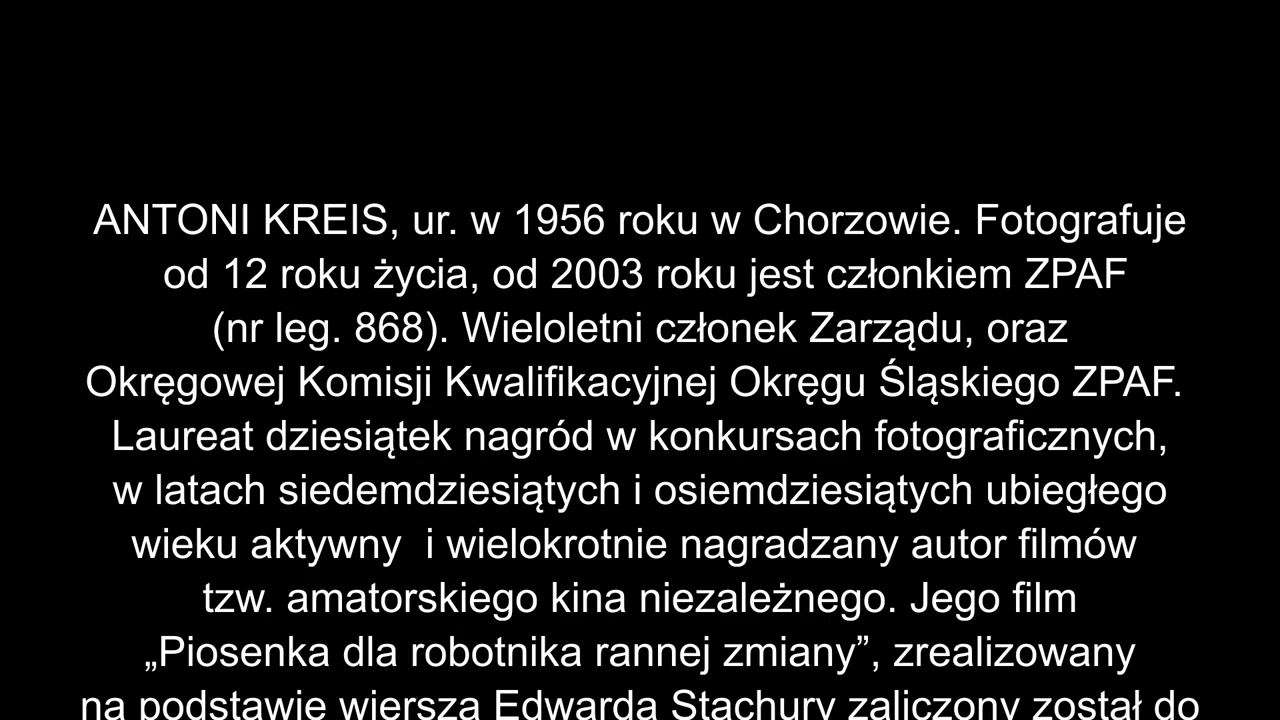 ANTONI KREIS, ur. w 1956 roku w Chorzowie. Fotografuje
od 12 roku życia, od 2003 roku jest członkiem ZPAF
(nr leg. 868). Wieloletni członek Zarządu, oraz
Okręgowej Komisji Kwalifikacyjnej Okręgu Śląskiego ZPAF.
Laureat dziesiątek nagród w konkursach fotograficznych,
w latach siedemdziesiątych i osiemdziesiątych ubiegłego
wieku aktywny  i wielokrotnie nagradzany autor filmów
tzw. amatorskiego kina niezależnego. Jego film
„Piosenka dla robotnika rannej zmiany”, zrealizowany
na podstawie wiersza Edwarda Stachury zaliczony został do